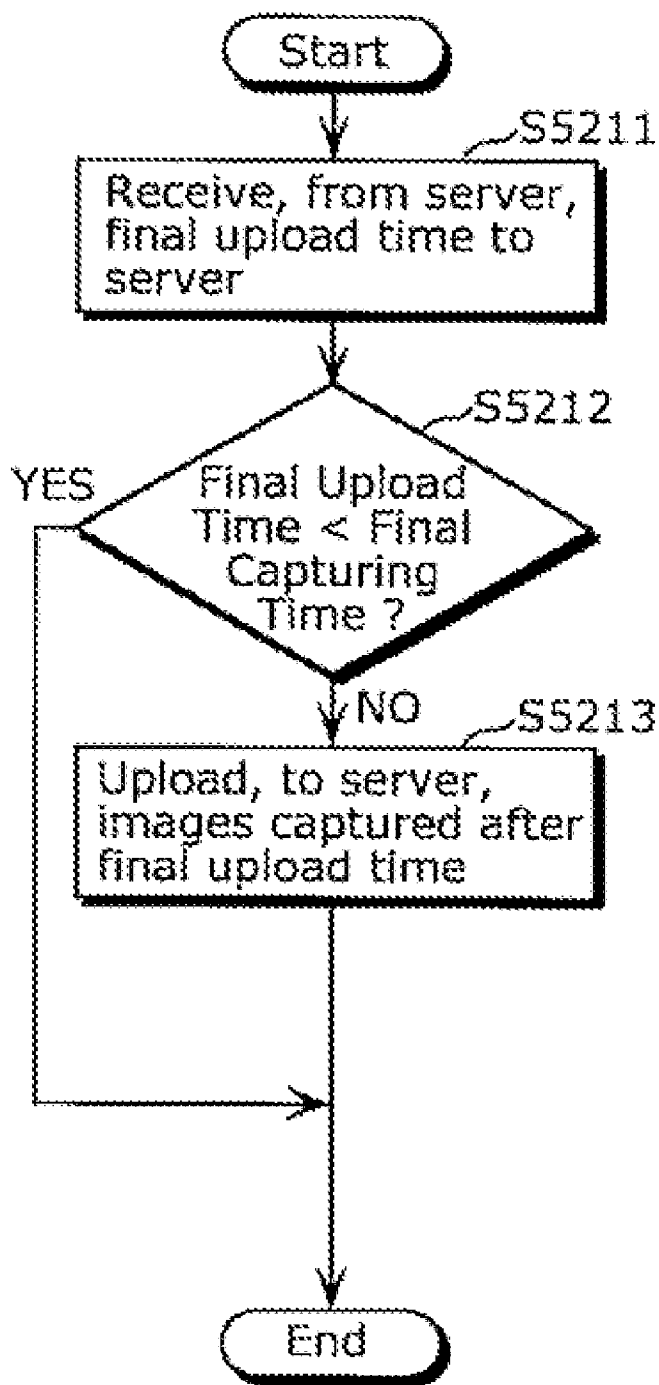 Start
S5211
Receive, from server,
final upload time to
server
S5212
YES
Final Upload
Time < Final
Capturing
Time ?
NO
S5213
Upload, to server,
images captured after
final upload time
End